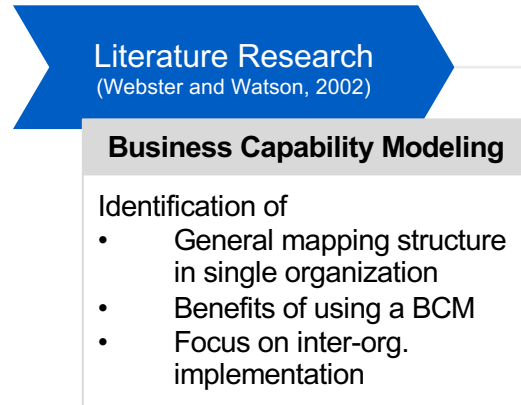 Literature Research
(Webster and Watson, 2002)
Business Capability Modeling
Identification of
• General mapping structure
in single organization
• Benefits of using a BCM
• Focus on inter-org.
implementation